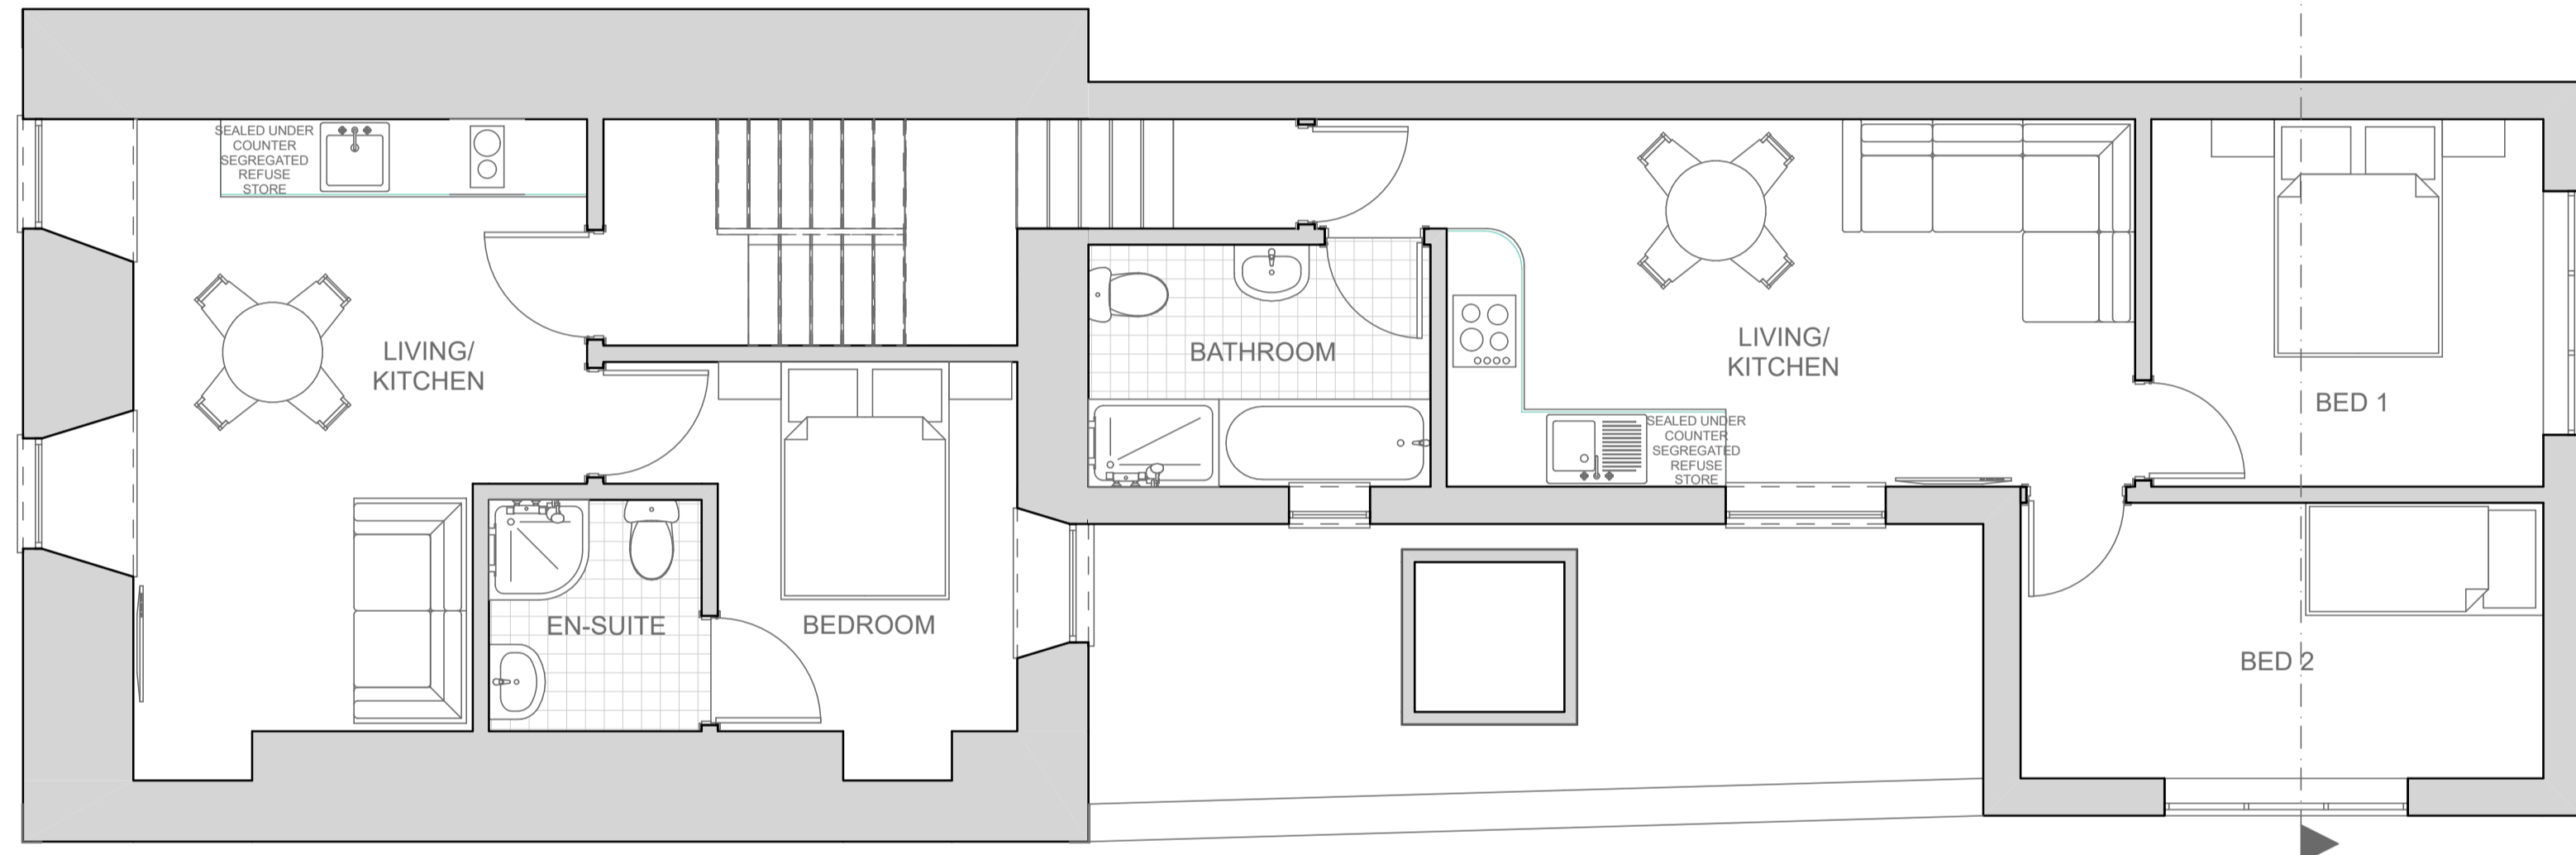 SEALED UNDER
COUNTER
SEGREGATED
REFUSE
STORE
LIVING/
KITCHEN
EN-SUITE
BEDROOM
BATHROOM
LIVING/
KITCHEN
SEALED UNDER
COUNTER
SEGREGATED
REFUSE
STORE
BED 1
BED 2